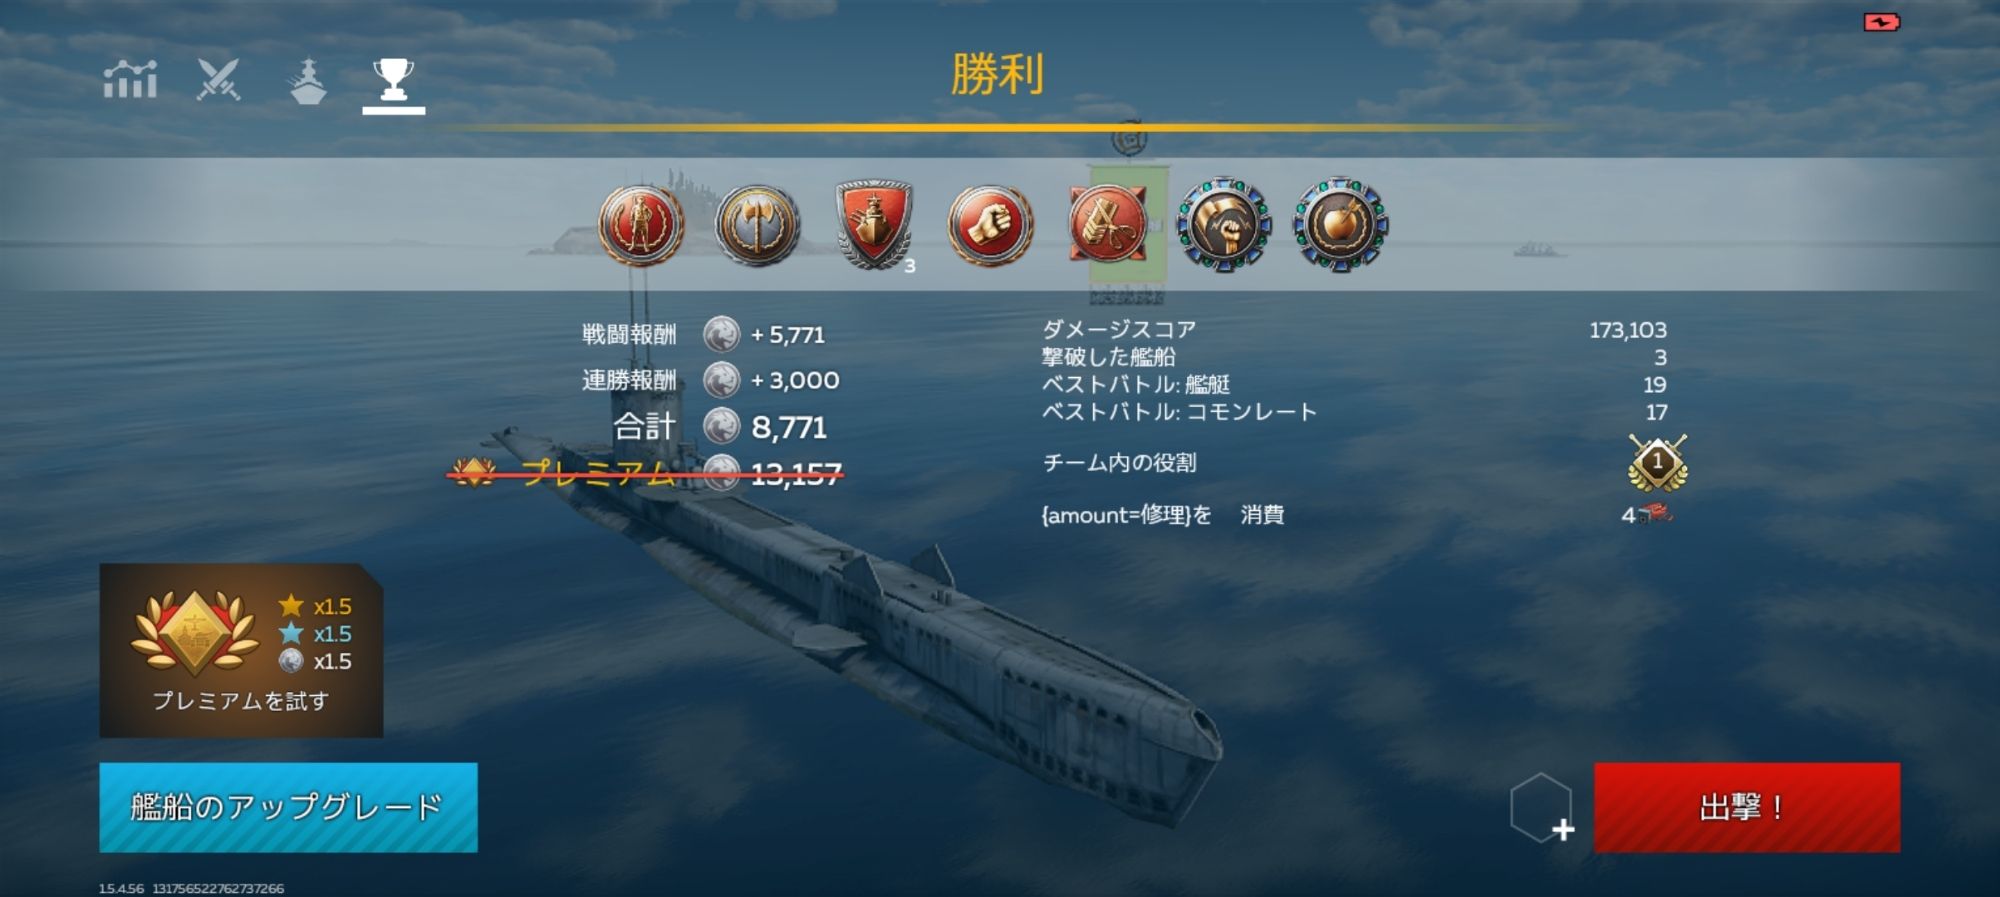 勝利
3
戦闘報酬 + 5,771
連勝報酬 + 3,000
合計 8,771
プレミアム 13,157
ダメージスコア 173,103
撃破した艦船 3
ベストバトル: 艦艇 19
ベストバトル: コモンレート 17
チーム内の役割 1
{amount=修理}を 消費 4
x1.5
x1.5
x1.5
プレミアムを試す
艦船のアップグレード
出撃！
1.5.4.56 131756522762737266